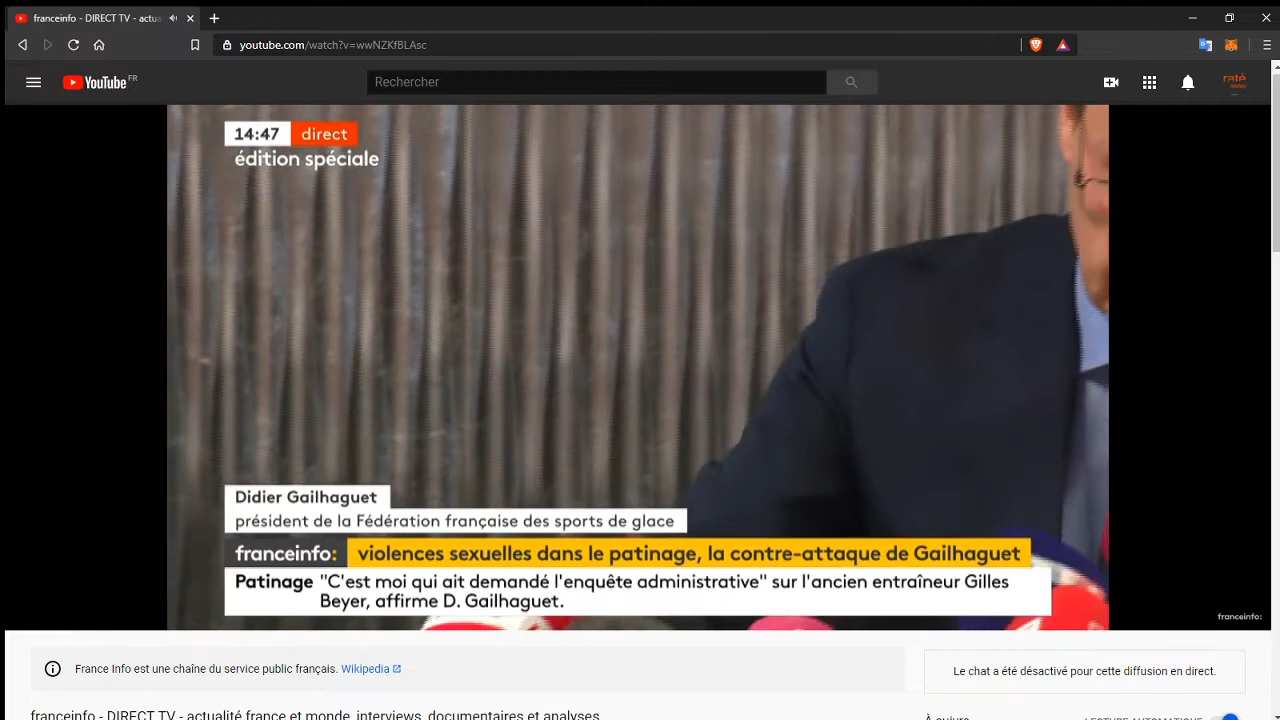 franceinfo - DIRECT TV - actua
youtube.com/watch?v=wwNZKfBLAsc
YouTube FR
Rechercher
raté
14:47 direct
édition spéciale
Didier Gailhaguet
président de la Fédération française des sports de glace
franceinfo: violences sexuelles dans le patinage, la contre-attaque de Gailhaguet
Patinage "C'est moi qui ait demandé l'enquête administrative" sur l'ancien entraîneur Gilles
Beyer, affirme D. Gailhaguet.
franceinfo:
France Info est une chaîne du service public français. Wikipedia
Le chat a été désactivé pour cette diffusion en direct.
franceinfo - DIRECT TV - actualité france et monde, interviews, documentaires et analyses
À suivre
LECTURE AUTOMATIQUE